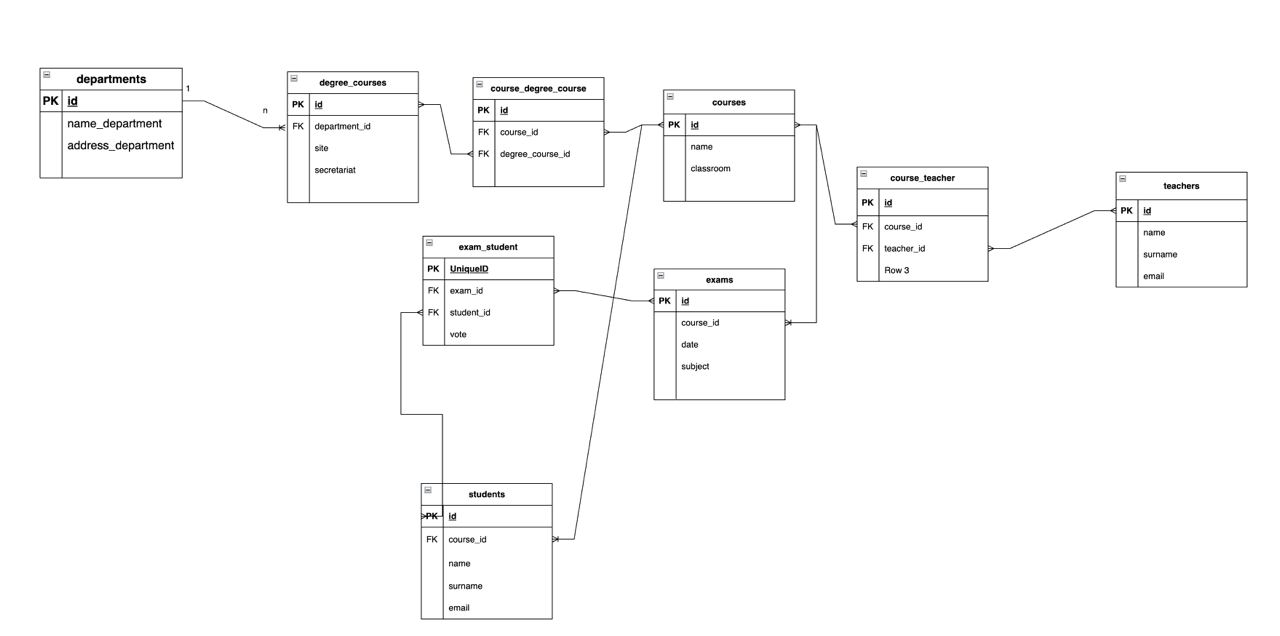 departments
PK id
name_department
address_department
1
n
degree_courses
PK id
FK department_id
site
secretariat
course_degree_course
PK id
FK course_id
FK degree_course_id
courses
PK id
name
classroom
course_teacher
PK id
FK course_id
FK teacher_id
Row 3
teachers
PK id
name
surname
email
exam_student
PK UniqueID
FK exam_id
FK student_id
vote
exams
PK id
course_id
date
subject
students
PK id
FK course_id
name
surname
email